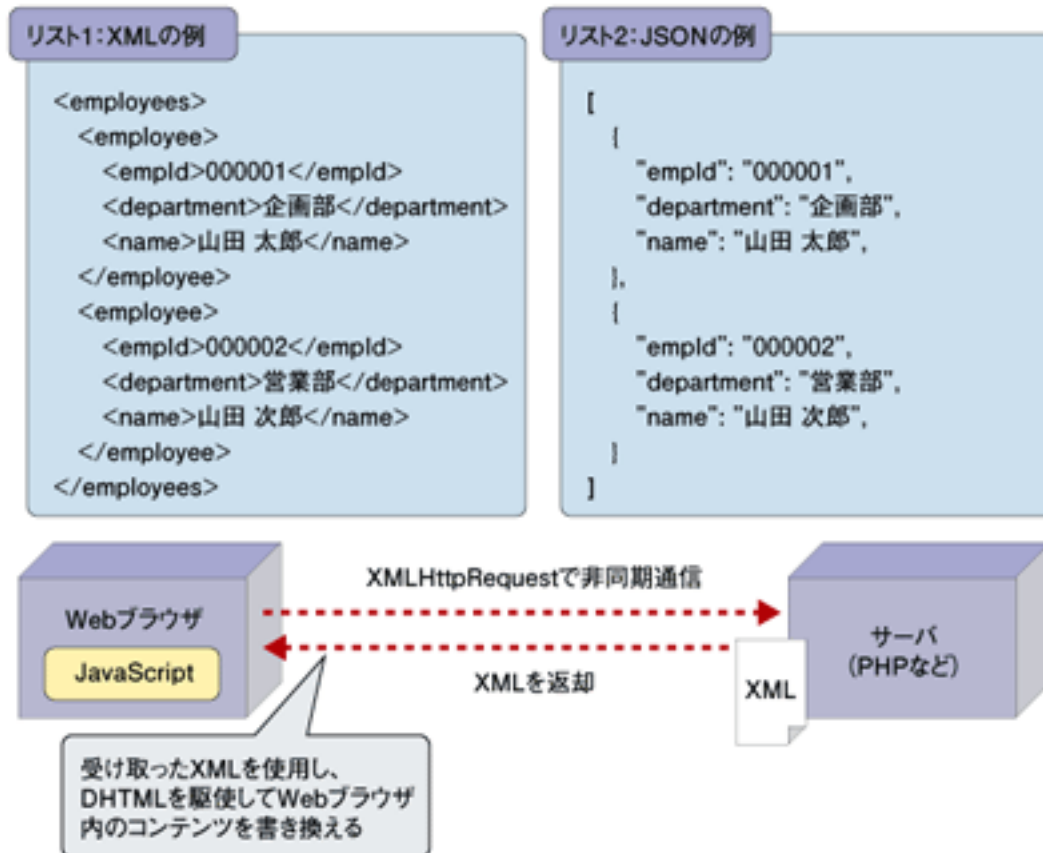 リスト1:XMLの例
<employees>
<employee>
<empId>000001</empId>
<department>企画部</department>
<name>山田 太郎</name>
</employee>
<employee>
<empId>000002</empId>
<department>営業部</department>
<name>山田 次郎</name>
</employee>
</employees>
リスト2:JSONの例
[
{
"empId": "000001",
"department": "企画部",
"name": "山田 太郎",
},
{
"empId": "000002",
"department": "営業部",
"name": "山田 次郎",
}
]
Webブラウザ
JavaScript
XMLHttpRequestで非同期通信
XMLを返却
XML
サーバ
(PHPなど)
受け取ったXMLを使用し、
DHTMLを駆使してWebブラウザ
内のコンテンツを書き換える